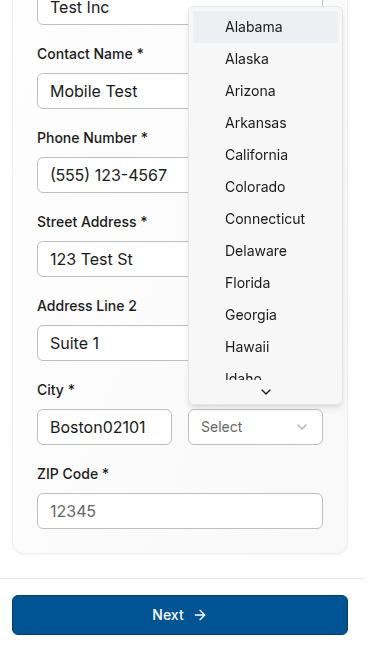 Test Inc
Contact Name *
Mobile Test
Phone Number *
(555) 123-4567
Street Address *
123 Test St
Address Line 2
Suite 1
City *
Boston02101
Alabama
Alaska
Arizona
Arkansas
California
Colorado
Connecticut
Delaware
Florida
Georgia
Hawaii
Idaho
Select
ZIP Code *
12345
Next